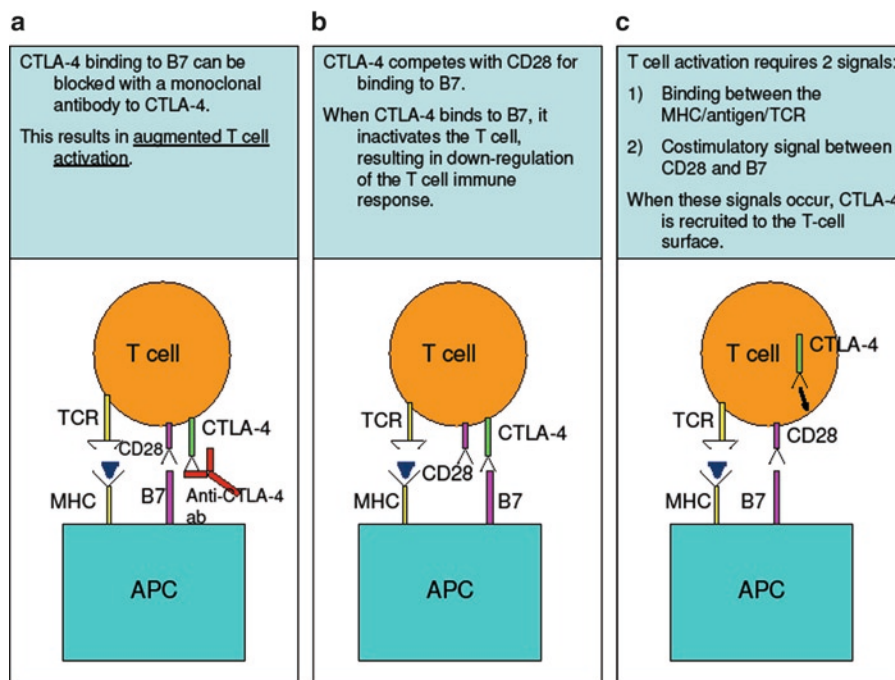 a
CTLA-4 binding to B7 can be
blocked with a monoclonal
antibody to CTLA-4.
This results in augmented T cell
activation.
T cell
TCR
CD28
CTLA-4
MHC
B7
Anti-CTLA-4
ab
APC
b
CTLA-4 competes with CD28 for
binding to B7.
When CTLA-4 binds to B7, it
inactivates the T cell,
resulting in down-regulation
of the T cell immune
response.
T cell
TCR
CTLA-4
CD28
MHC
B7
APC
c
T cell activation requires 2 signals:
1) Binding between the
MHC/antigen/TCR
2) Costimulatory signal between
CD28 and B7
When these signals occur, CTLA-4
is recruited to the T-cell
surface.
T cell
CTLA-4
TCR
CD28
MHC
B7
APC